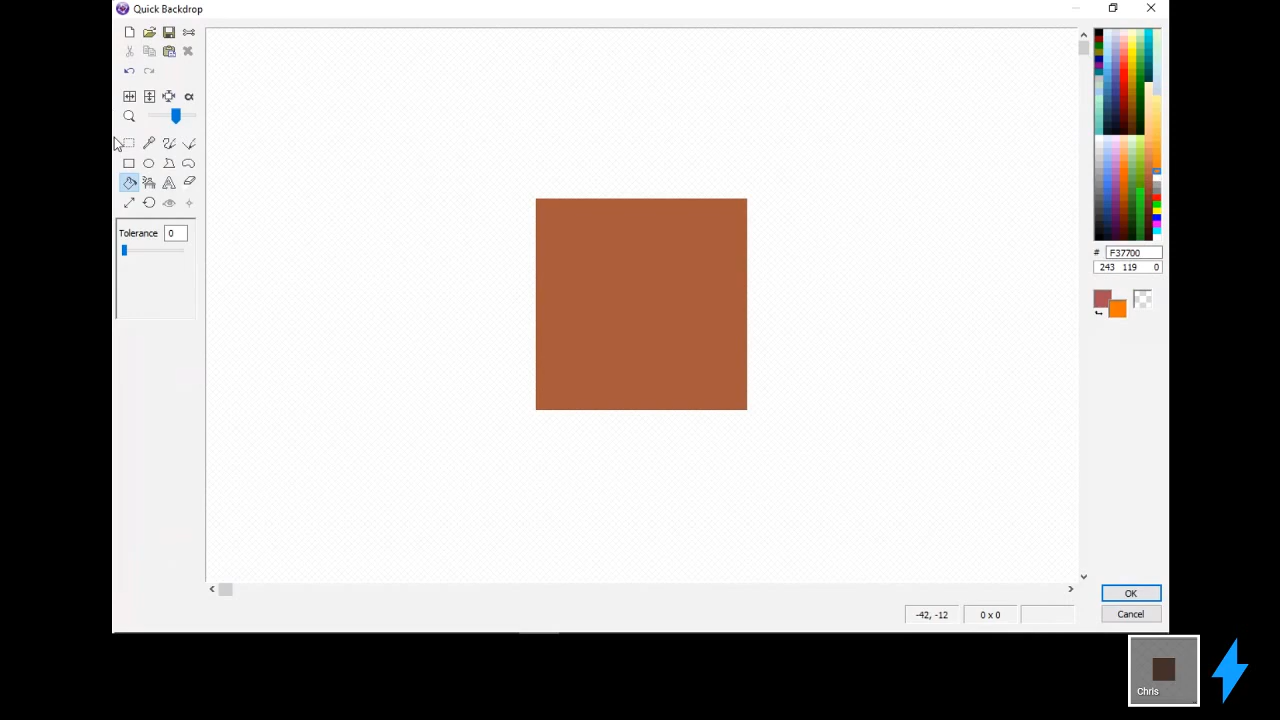 Quick Backdrop
Tolerance 0
# F37700
243 119 0
OK
-42, -12
0 x 0
Cancel
Chris